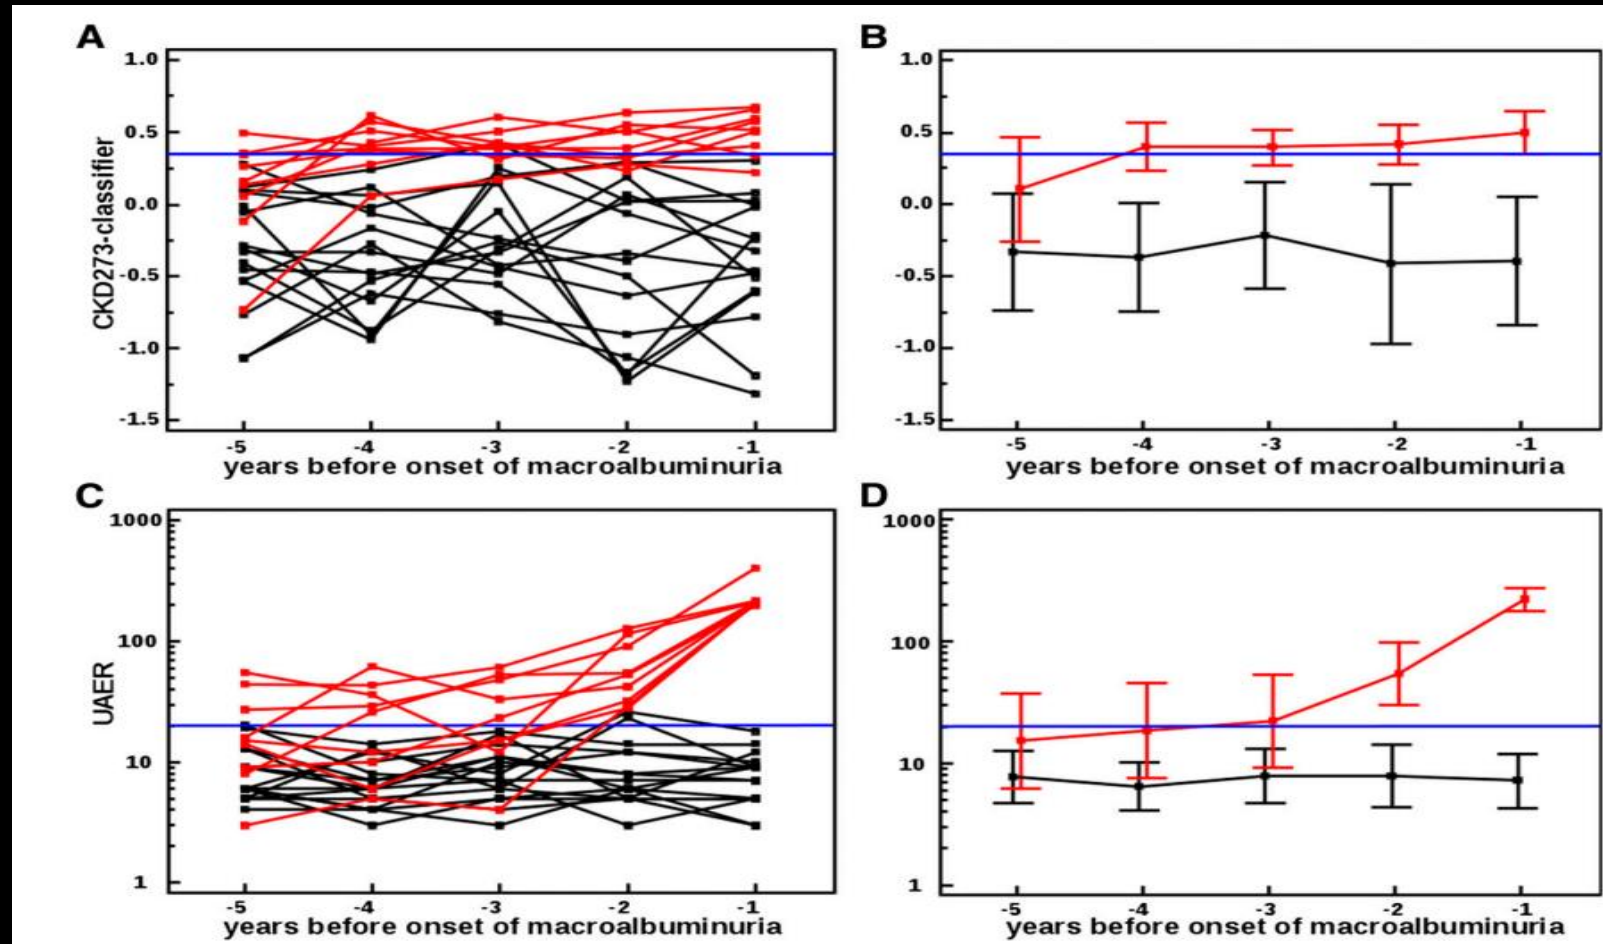 A
B
1.0
0.5
0.0
-0.5
-1.0
-1.5
CKD273-classifier
-5 -4 -3 -2 -1
years before onset of macroalbuminuria
1.0
0.5
0.0
-0.5
-1.0
-1.5
-5 -4 -3 -2 -1
years before onset of macroalbuminuria
C
D
1000
100
10
1
UAER
-5 -4 -3 -2 -1
years before onset of macroalbuminuria
1000
100
10
1
-5 -4 -3 -2 -1
years before onset of macroalbuminuria